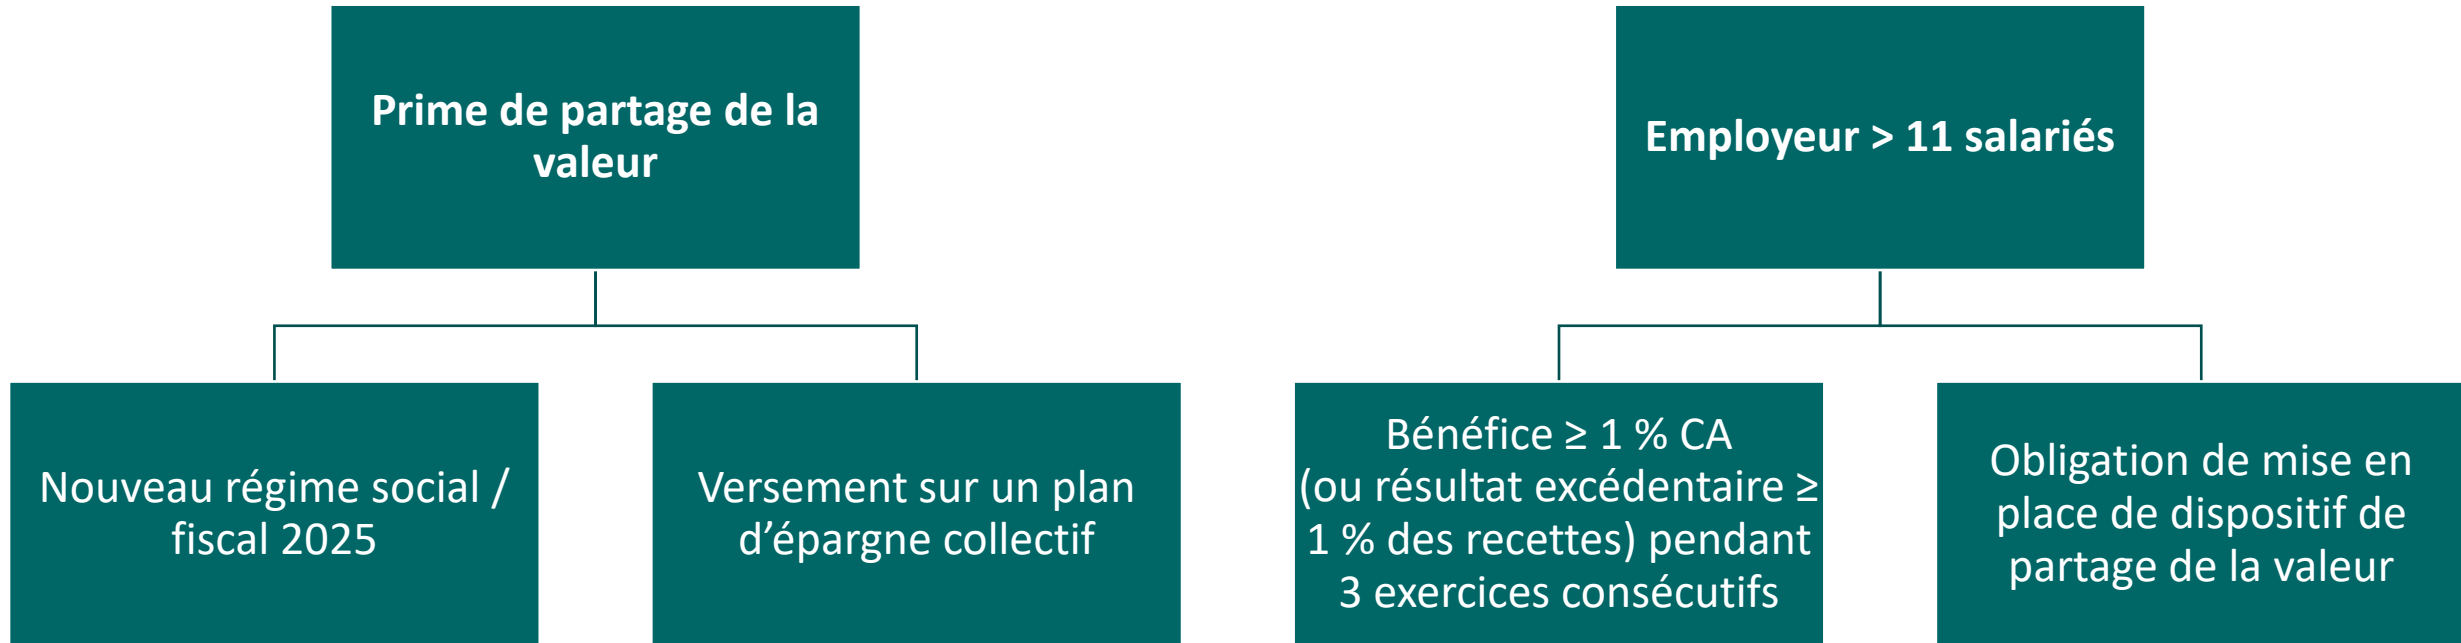 Prime de partage de la
valeur
Nouveau régime social /
fiscal 2025
Versement sur un plan
d’épargne collectif
Employeur > 11 salariés
Bénéfice ≥ 1 % CA
(ou résultat excédentaire ≥
1 % des recettes) pendant
3 exercices consécutifs
Obligation de mise en
place de dispositif de
partage de la valeur